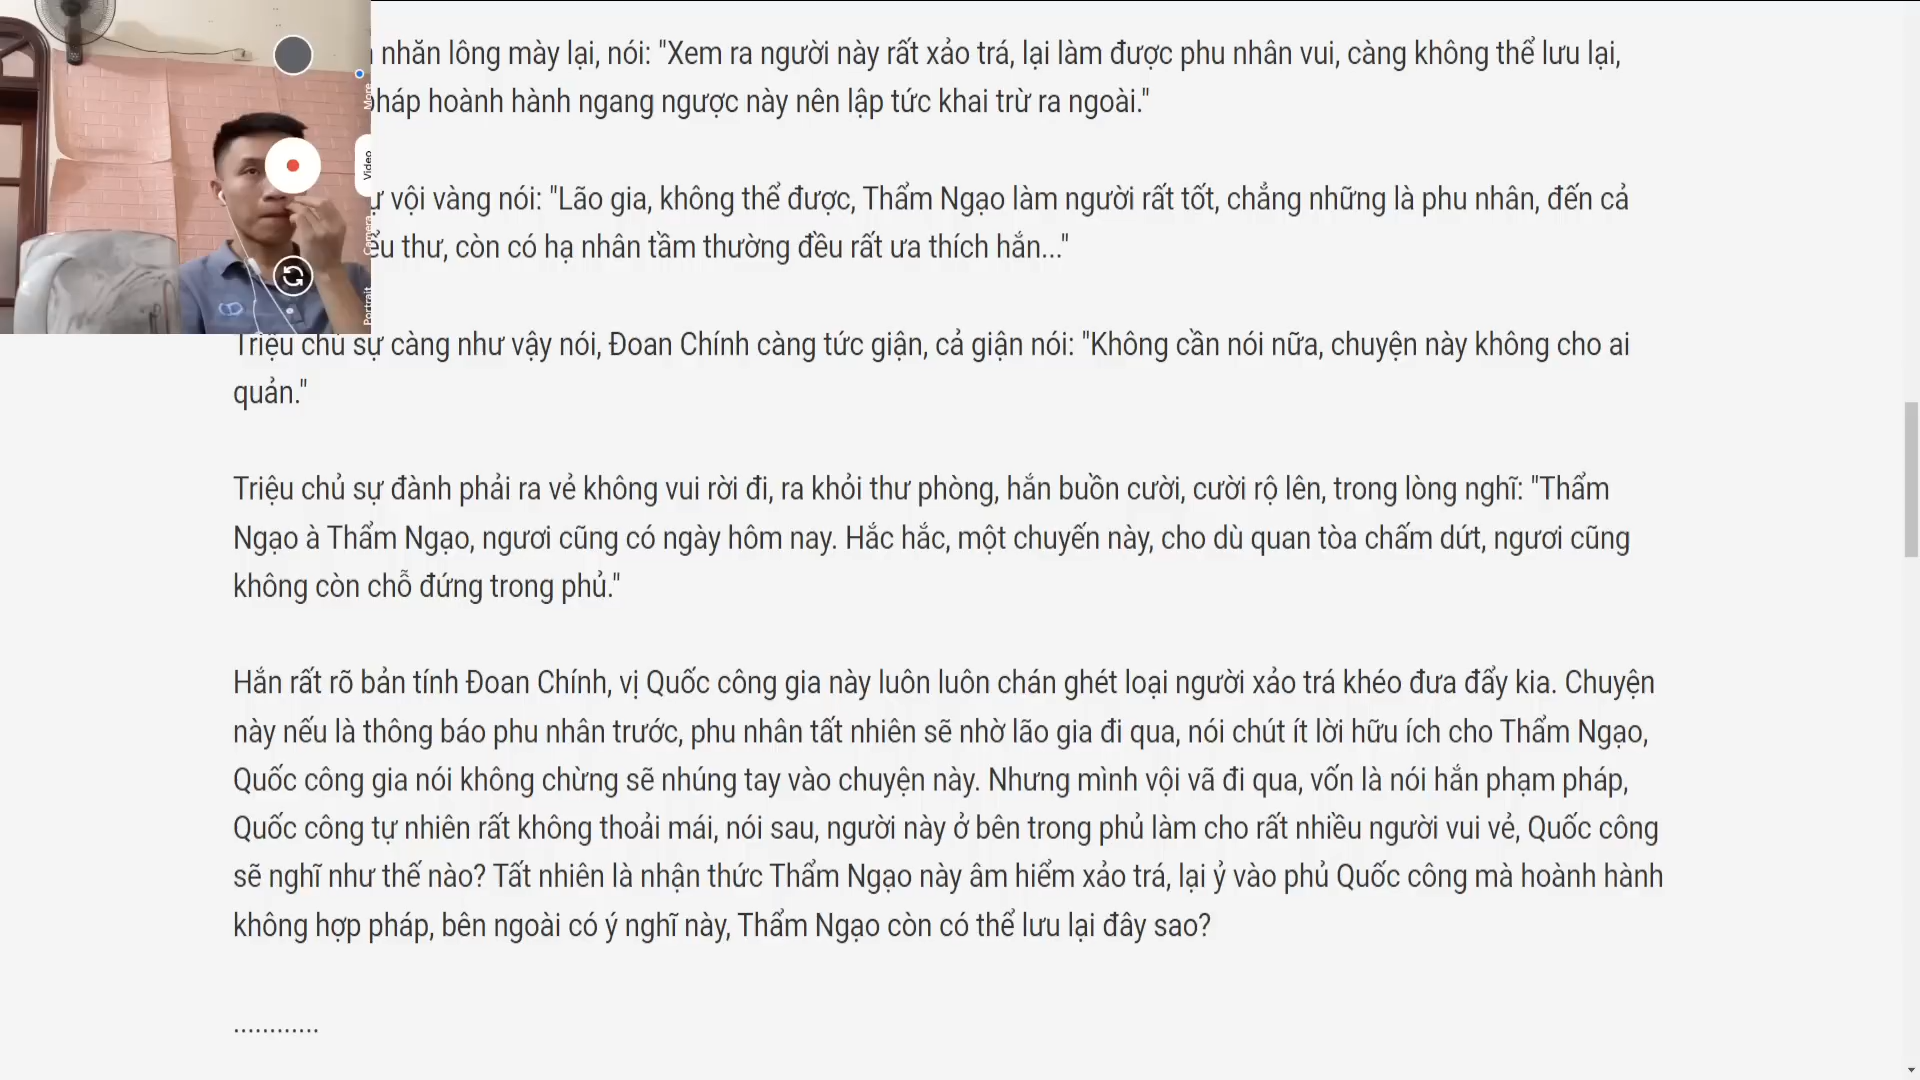 nhăn lông mày lại, nói: "Xem ra người này rất xảo trá, lại làm được phu nhân vui, càng không thể lưu lại,
háp hoành hành ngang ngược này nên lập tức khai trừ ra ngoài."
vội vàng nói: "Lão gia, không thể được, Thẩm Ngạo làm người rất tốt, chẳng những là phu nhân, đến cả
ểu thư, còn có hạ nhân tầm thường đều rất ưa thích hắn..."
Triệu chủ sự càng như vậy nói, Đoan Chính càng tức giận, cả giận nói: "Không cần nói nữa, chuyện này không cho ai
quản."
Triệu chủ sự đành phải ra vẻ không vui rời đi, ra khỏi thư phòng, hắn buồn cười, cười rộ lên, trong lòng nghĩ: "Thẩm
Ngạo à Thẩm Ngạo, ngươi cũng có ngày hôm nay. Hắc hắc, một chuyến này, cho dù quan tòa chấm dứt, ngươi cũng
không còn chỗ đứng trong phủ."
Hắn rất rõ bản tính Đoan Chính, vị Quốc công gia này luôn luôn chán ghét loại người xảo trá khéo đưa đẩy kia. Chuyện
này nếu là thông báo phu nhân trước, phu nhân tất nhiên sẽ nhờ lão gia đi qua, nói chút ít lời hữu ích cho Thẩm Ngạo,
Quốc công gia nói không chừng sẽ nhúng tay vào chuyện này. Nhưng mình vội vã đi qua, vốn là nói hắn phạm pháp,
Quốc công tự nhiên rất không thoải mái, nói sau, người này ở bên trong phủ làm cho rất nhiều người vui vẻ, Quốc công
sẽ nghĩ như thế nào? Tất nhiên là nhận thức Thẩm Ngạo này âm hiểm xảo trá, lại ỷ vào phủ Quốc công mà hoành hành
không hợp pháp, bên ngoài có ý nghĩ này, Thẩm Ngạo còn có thể lưu lại đây sao?
............
More
Video
Camera
Portrait